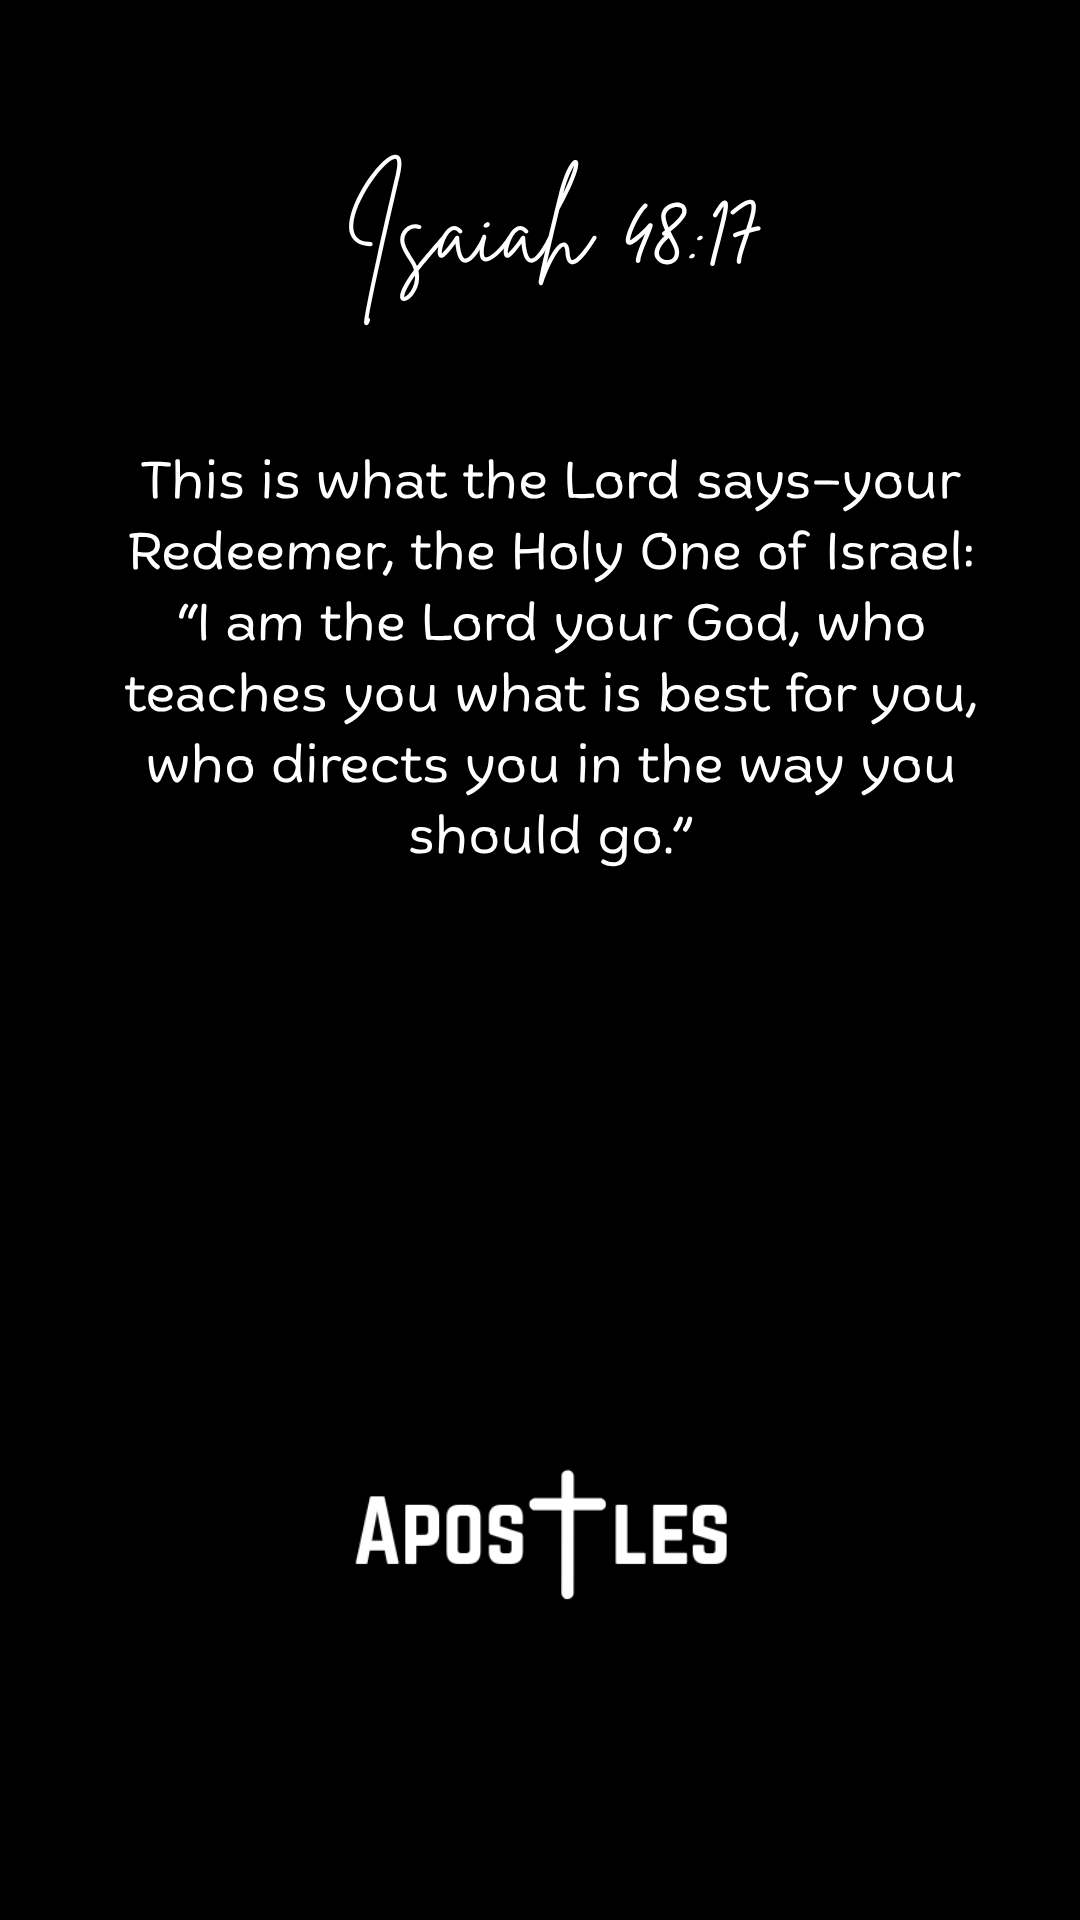 Isaiah 48:17
This is what the Lord says–your
Redeemer, the Holy One of Israel:
“I am the Lord your God, who
teaches you what is best for you,
who directs you in the way you
should go.”
APOSTLES